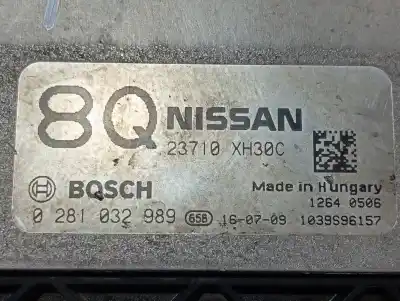 8Q NISSAN
23710 XH30C
BOSCH
Made in Hungary
1264 0506
0 281 032 989 658 16-07-09 1039S96157